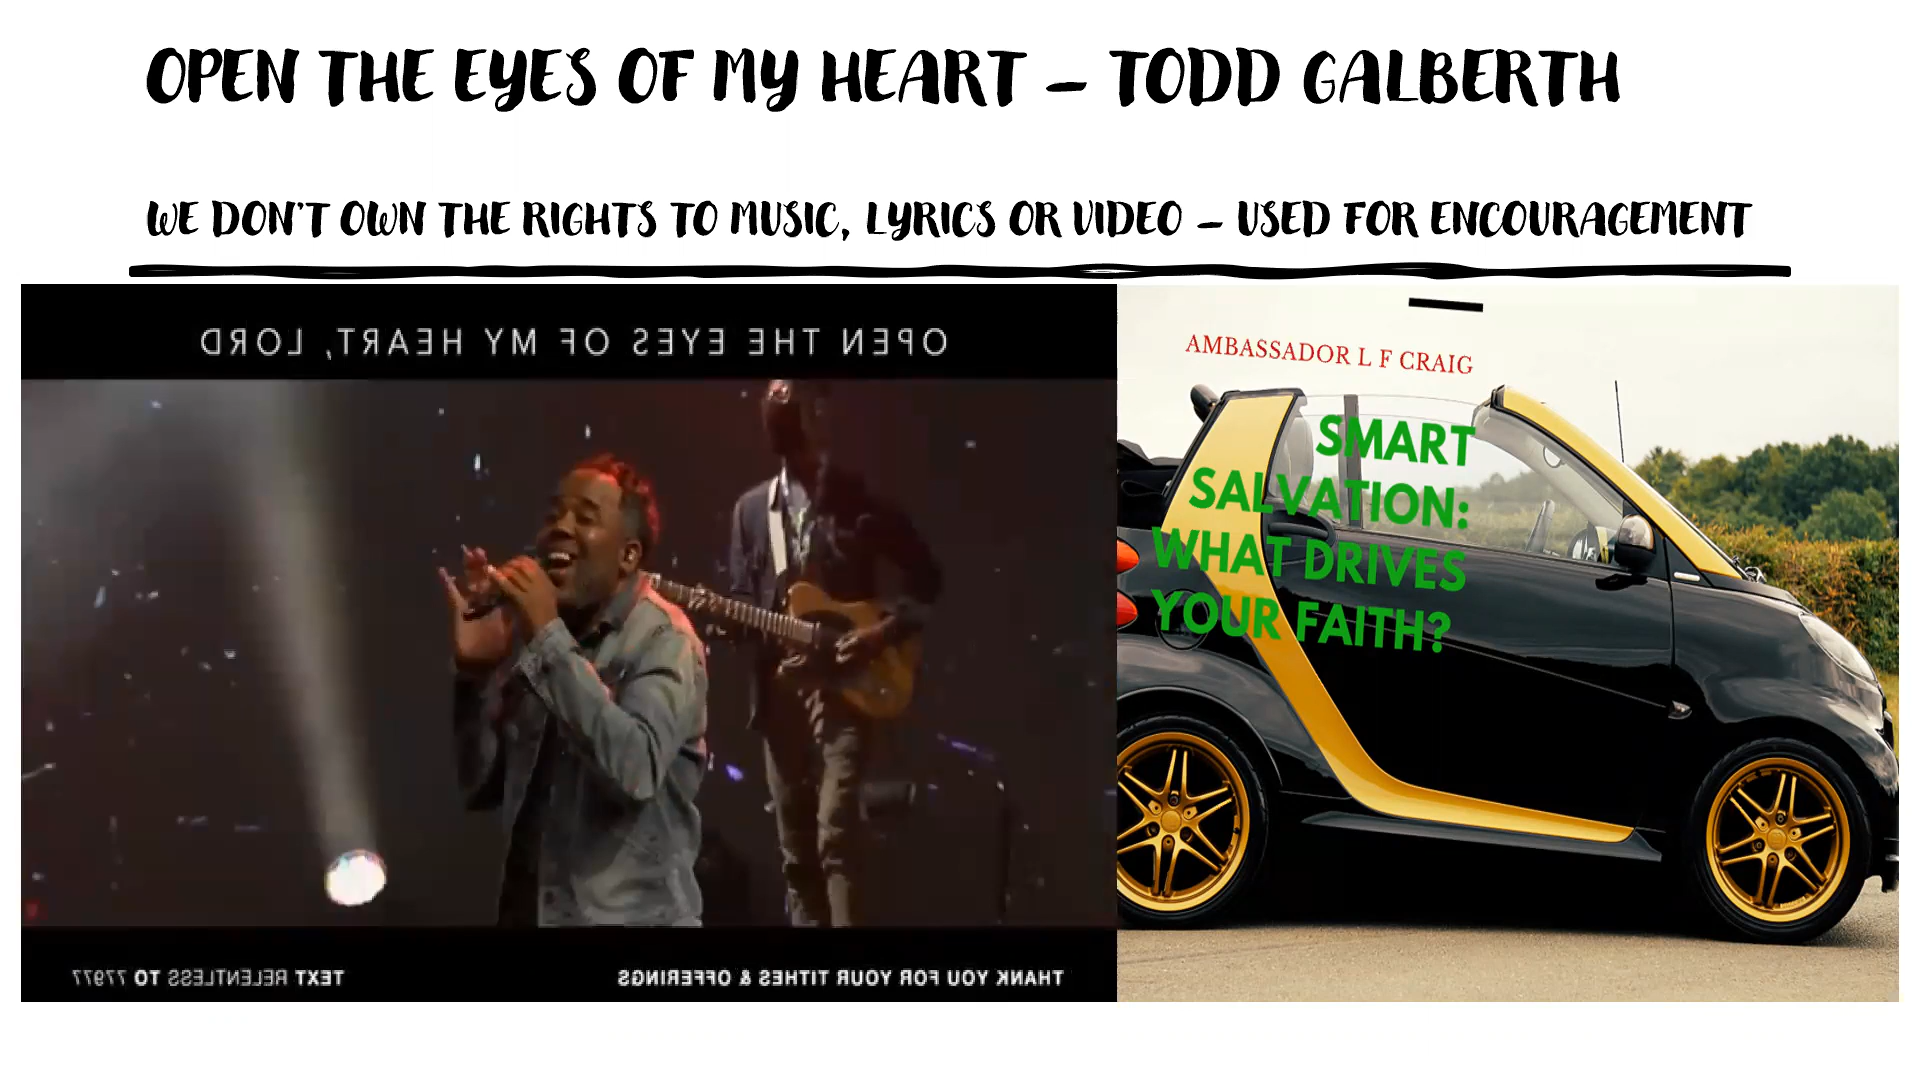 OPEN THE EYES OF MY HEART - TODD GALBERTH
WE DON'T OWN THE RIGHTS TO MUSIC, LYRICS OR VIDEO - USED FOR ENCOURAGEMENT
OPEN THE EYES OF MY HEART, LORD
TEXT RELENTLESS TO 77977
THANK YOU FOR YOUR TITHES & OFFERINGS
AMBASSADOR L F CRAIG
SMART
SALVATION:
WHAT DRIVES
YOUR FAITH?